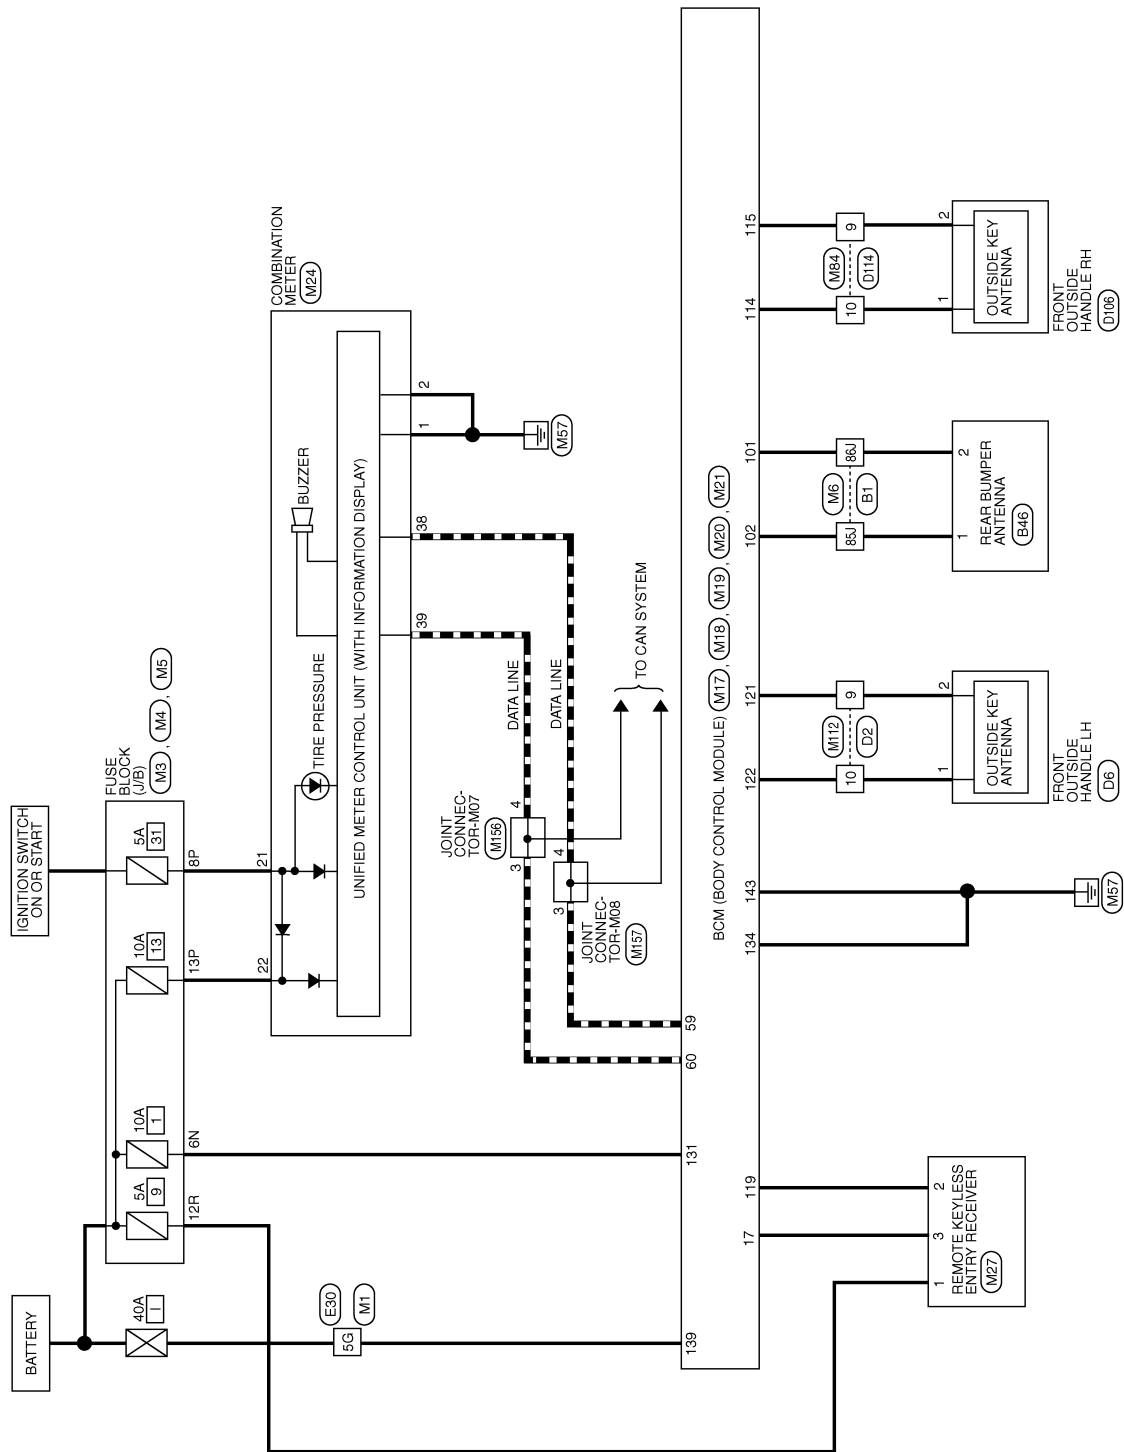 BATTERY
IGNITION SWITCH
ON OR START
40A
I
5A
9
10A
1
10A
13
5A
31
FUSE
BLOCK
(J/B)
M3, M4, M5
12R
6N
13P
8P
E30
5G
M1
22
21
COMBINATION
METER
M24
TIRE PRESSURE
BUZZER
UNIFIED METER CONTROL UNIT (WITH INFORMATION DISPLAY)
39
38
1
2
M57
DATA LINE
DATA LINE
JOINT
CONNEC-
TOR-M07
M156
3
4
3
4
JOINT
CONNEC-
TOR-M08
M157
TO CAN SYSTEM
139
131
60
59
BCM (BODY CONTROL MODULE) M17, M18, M19, M20, M21
17
119
134
143
122
121
102
101
114
115
M57
10
M112
D2
9
85J
M6
B1
86J
10
M84
D114
9
1
3
2
REMOTE KEYLESS
ENTRY RECEIVER
M27
1
2
OUTSIDE KEY
ANTENNA
FRONT
OUTSIDE
HANDLE LH
D6
1
2
REAR BUMPER
ANTENNA
B46
1
2
OUTSIDE KEY
ANTENNA
FRONT
OUTSIDE
HANDLE RH
D106